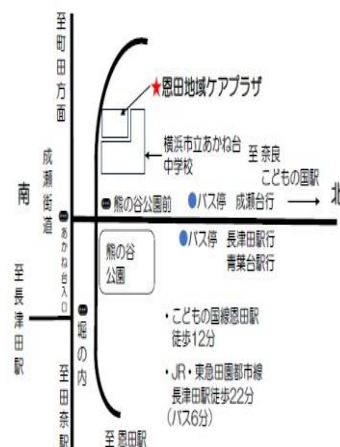 至町田方面
★恩田地域ケアプラザ
横浜市立あかね台
中学校
至 奈良
こどもの国駅
成瀬街道
南
北
熊の谷公園前
バス停 成瀬台行
あかね台入口
バス停 長津田駅行
青葉台駅行
熊の谷
公園
至長津田駅
堀の内
・こどもの国線恩田駅
徒歩12分
・JR・東急田園都市線
長津田駅徒歩22分
(バス6分)
至田奈駅
至 恩田駅